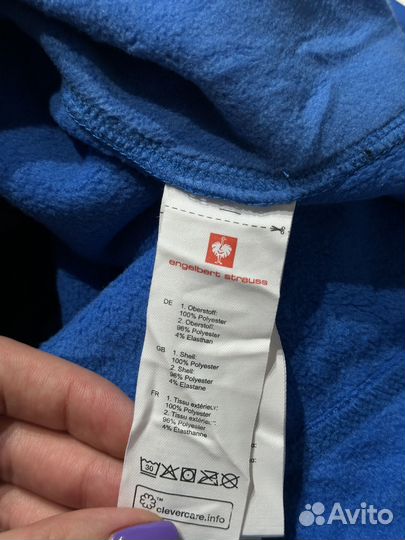 engelbert strauss
DE
1. Oberstoff:
100% Polyester
2. Oberstoff:
96% Polyester
4% Elasthan
GB
1. Shell:
100% Polyester
2. Shell:
96% Polyester
4% Elastane
FR
1. Tissu extérieur:
100% Polyester
2. Tissu extérieur:
96% Polyester
4% Élasthanne
30
™
clevercare.info
Avito